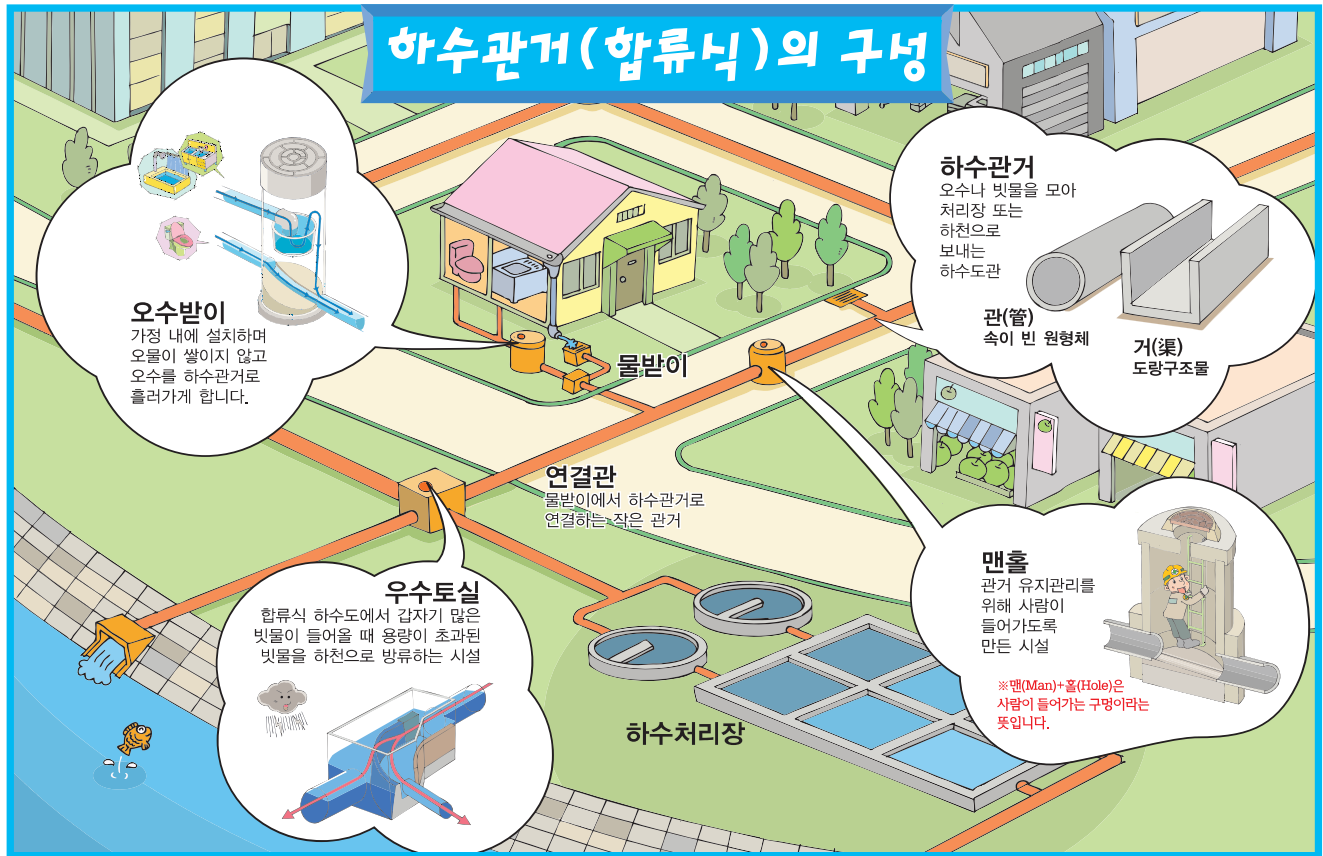 하수관거(합류식)의 구성
오수받이
가정 내에 설치하며
오물이 쌓이지 않고
오수를 하수관거로
흘러가게 합니다.
물받이
하수관거
오수나 빗물을 모아
처리장 또는
하천으로
보내는
하수도관
관(管)
속이 빈 원형체
거(渠)
도랑구조물
연결관
물받이에서 하수관거로
연결하는 작은 관거
우수토실
합류식 하수도에서 갑자기 많은
빗물이 들어올 때 용량이 초과된
빗물을 하천으로 방류하는 시설
맨홀
관거 유지관리를
위해 사람이
들어가도록
만든 시설
※맨(Man)+홀(Hole)은
사람이 들어가는 구멍이라는
뜻입니다.
하수처리장